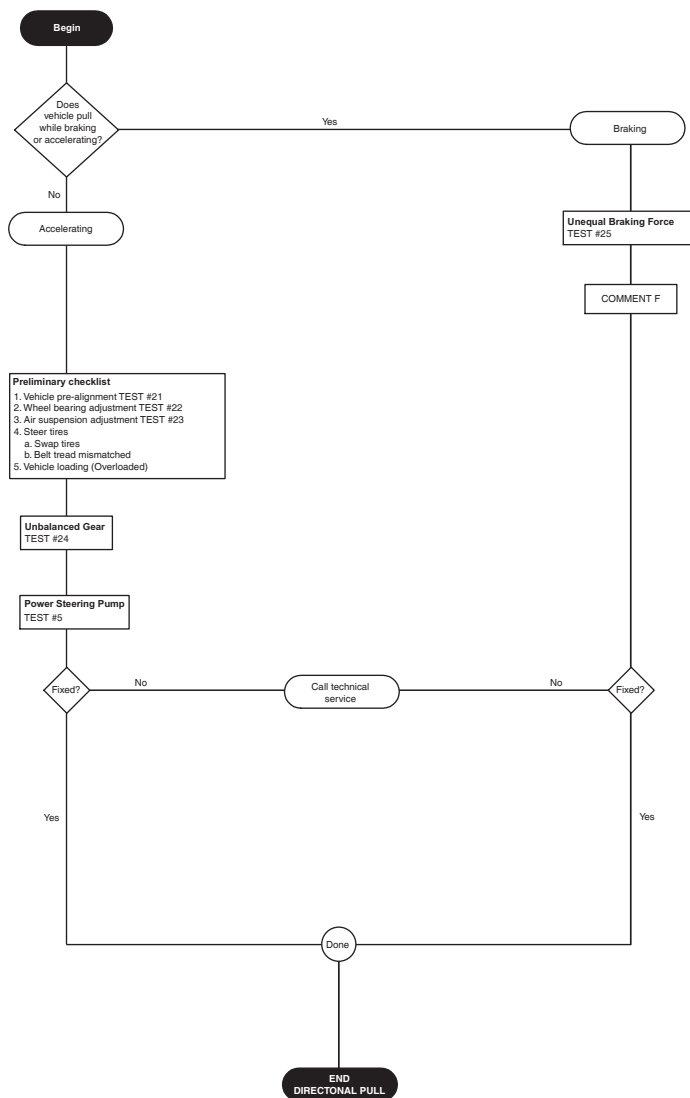 Begin
Does
vehicle pull
while braking
or accelerating?
Yes
Braking
No
Accelerating
Unequal Braking Force
TEST #25
COMMENT F
Preliminary checklist
1. Vehicle pre-alignment TEST #21
2. Wheel bearing adjustment TEST #22
3. Air suspension adjustment TEST #23
4. Steer tires
a. Swap tires
b. Belt tread mismatched
5. Vehicle loading (Overloaded)
Unbalanced Gear
TEST #24
Power Steering Pump
TEST #5
Fixed?
No
Call technical
service
No
Fixed?
Yes
Yes
Done
END
DIRECTONAL PULL